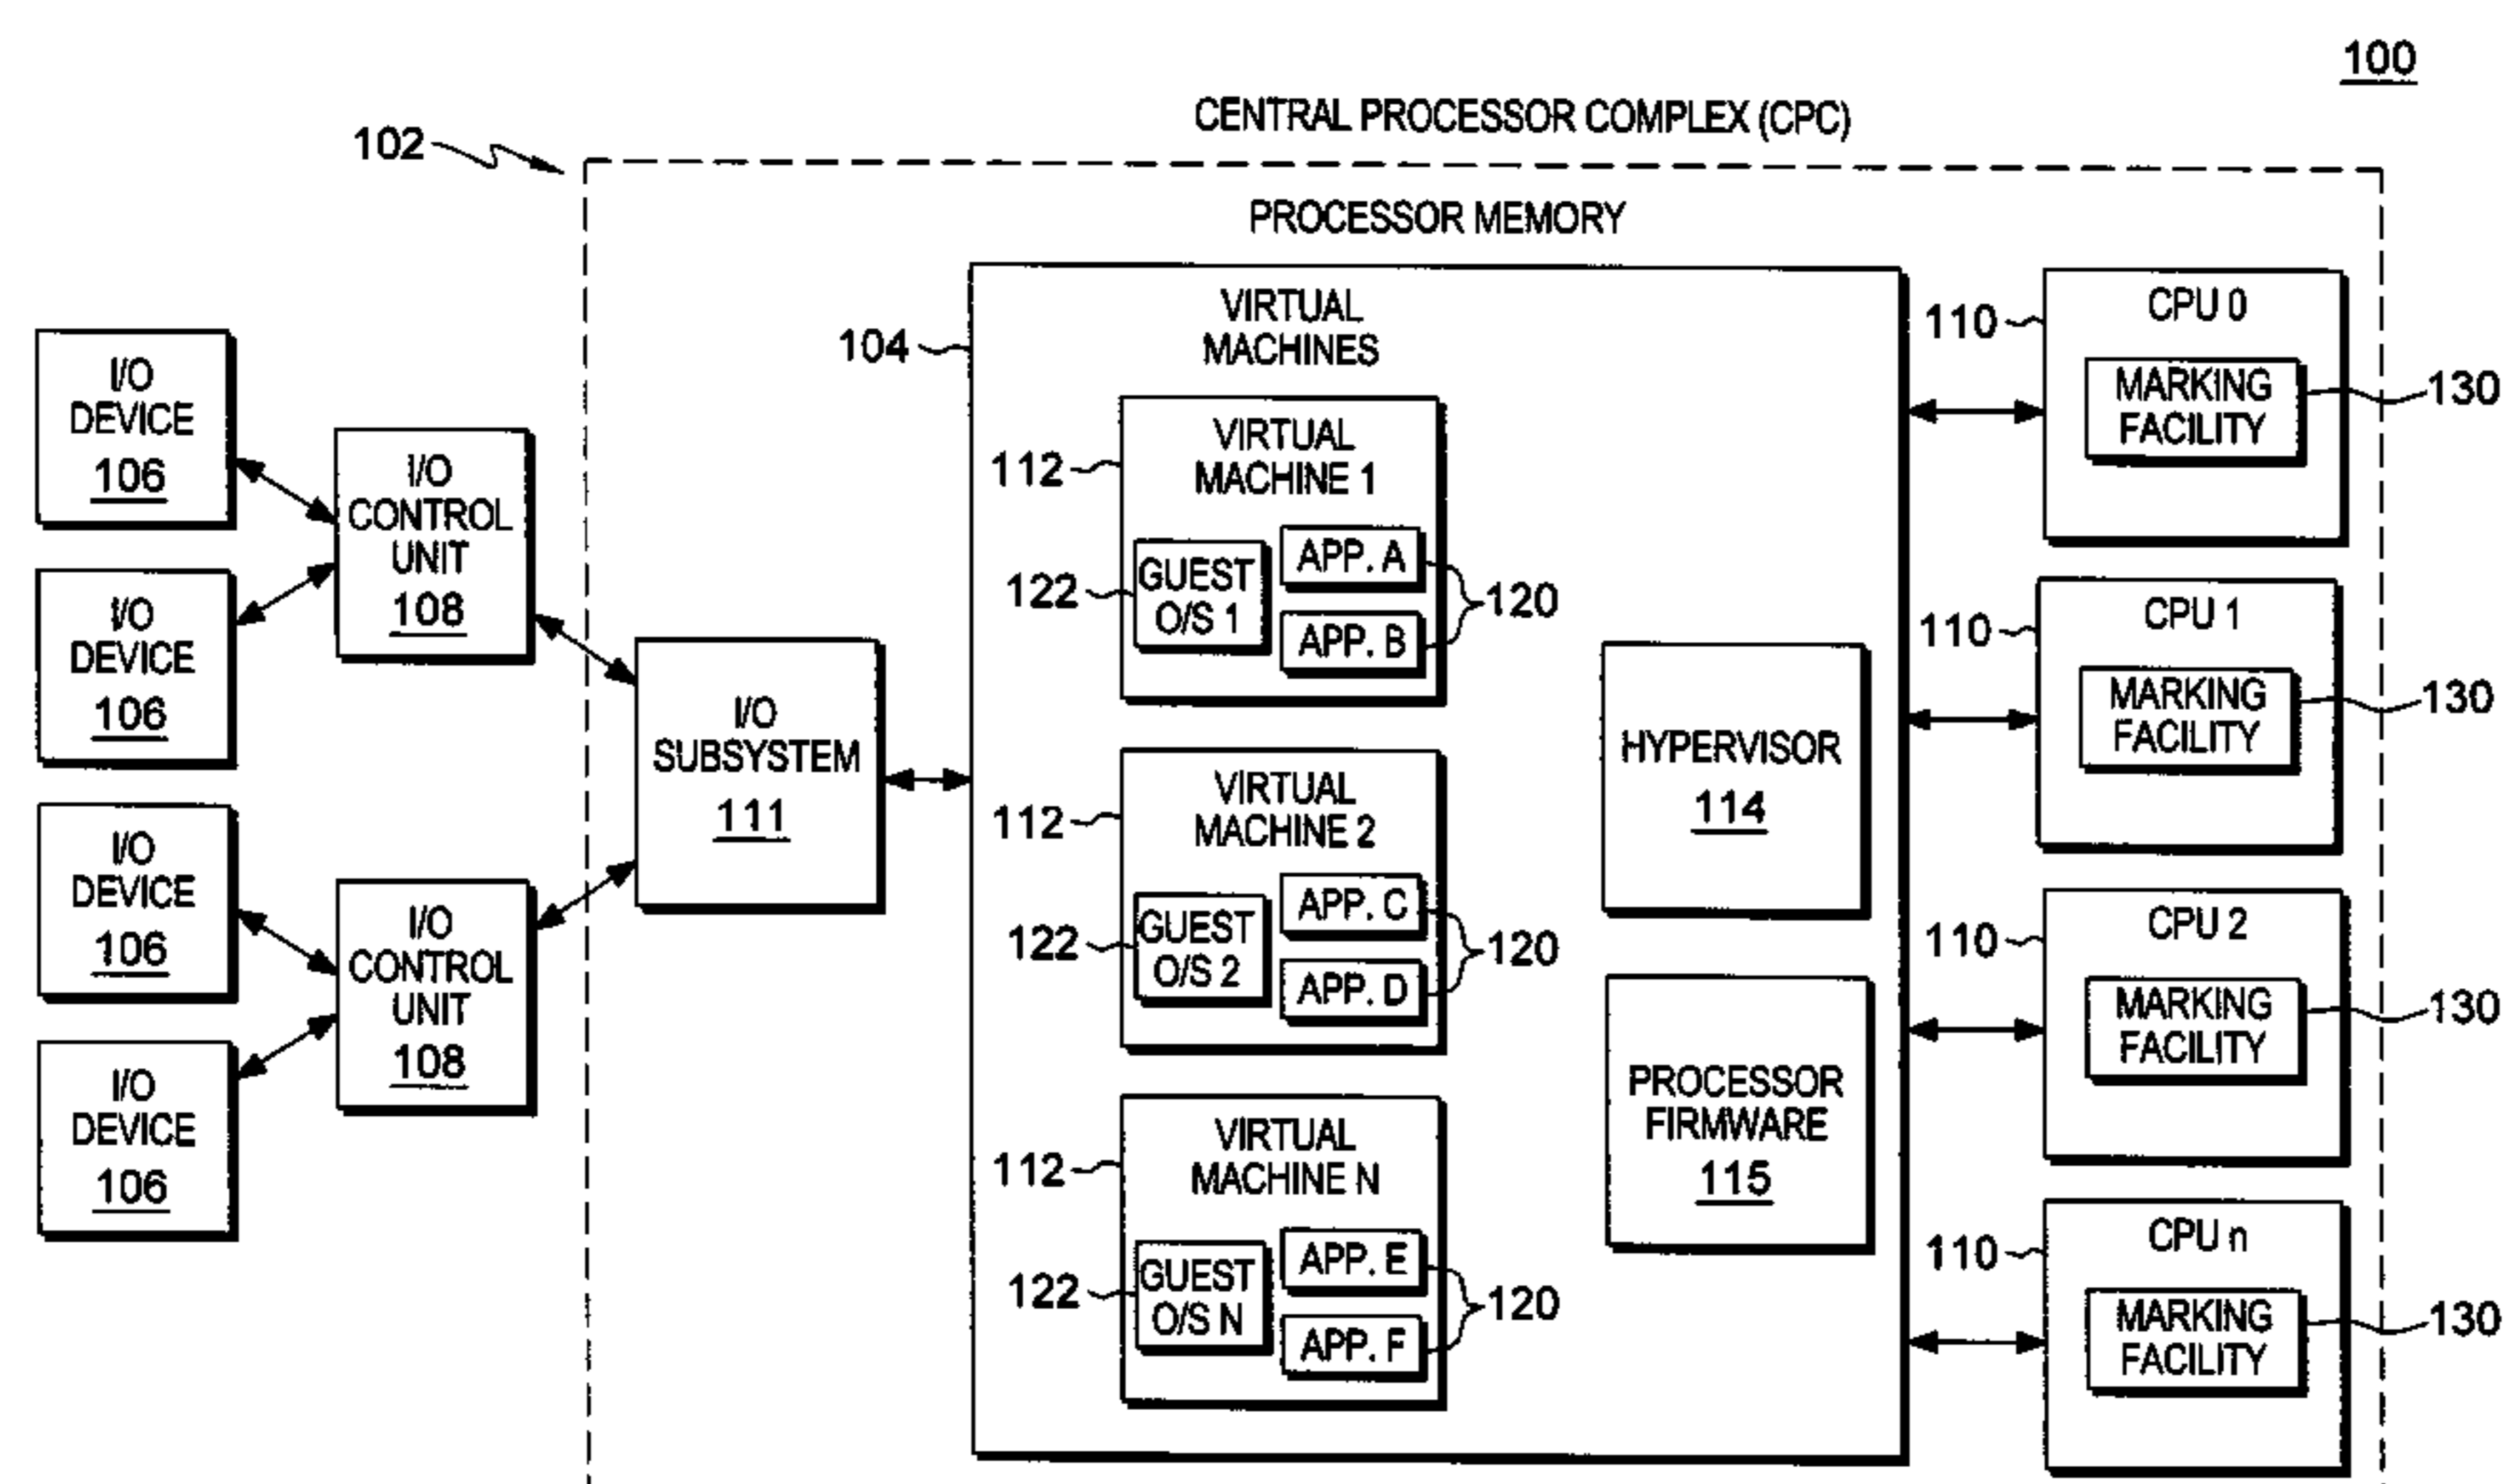 100
CENTRAL PROCESSOR COMPLEX (CPC)
102
PROCESSOR MEMORY
I/O
DEVICE
106
I/O
DEVICE
106
I/O
DEVICE
106
I/O
DEVICE
106
I/O
CONTROL
UNIT
108
I/O
CONTROL
UNIT
108
I/O
SUBSYSTEM
111
104
VIRTUAL
MACHINES
112
VIRTUAL
MACHINE 1
122
GUEST
O/S 1
APP. A
APP. B
120
112
VIRTUAL
MACHINE 2
122
GUEST
O/S 2
APP. C
APP. D
120
112
VIRTUAL
MACHINE N
122
GUEST
O/S N
APP. E
APP. F
120
HYPERVISOR
114
PROCESSOR
FIRMWARE
115
110
CPU 0
MARKING
FACILITY
130
110
CPU 1
MARKING
FACILITY
130
110
CPU 2
MARKING
FACILITY
130
110
CPU n
MARKING
FACILITY
130